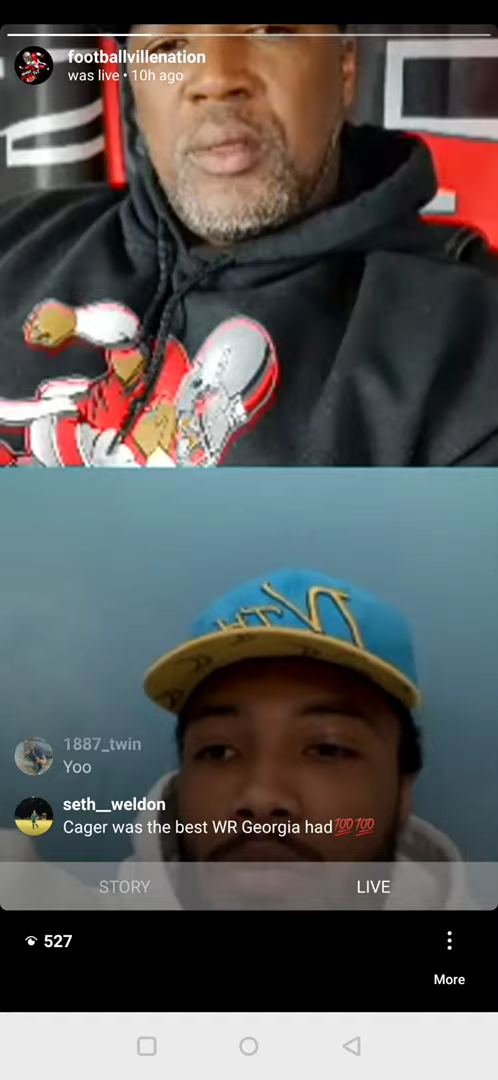 footballvillenation
was live • 10h ago
1887_twin
Yoo
seth__weldon
Cager was the best WR Georgia had💯💯
STORY
LIVE
527
More